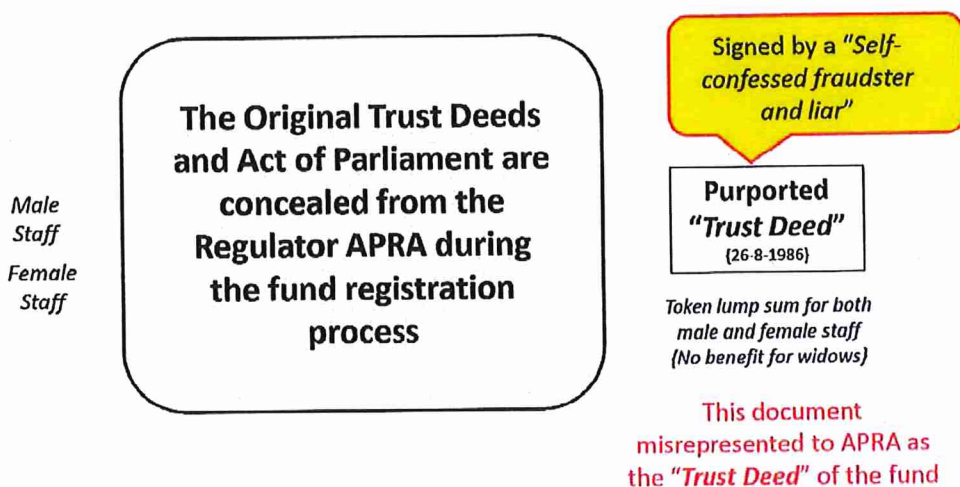 Male
Staff
Female
Staff
The Original Trust Deeds
and Act of Parliament are
concealed from the
Regulator APRA during
the fund registration
process
Signed by a "Self-
confessed fraudster
and liar"
Purported
"Trust Deed"
{26-8-1986}
Token lump sum for both
male and female staff
{No benefit for widows}
This document
misrepresented to APRA as
the "Trust Deed" of the fund